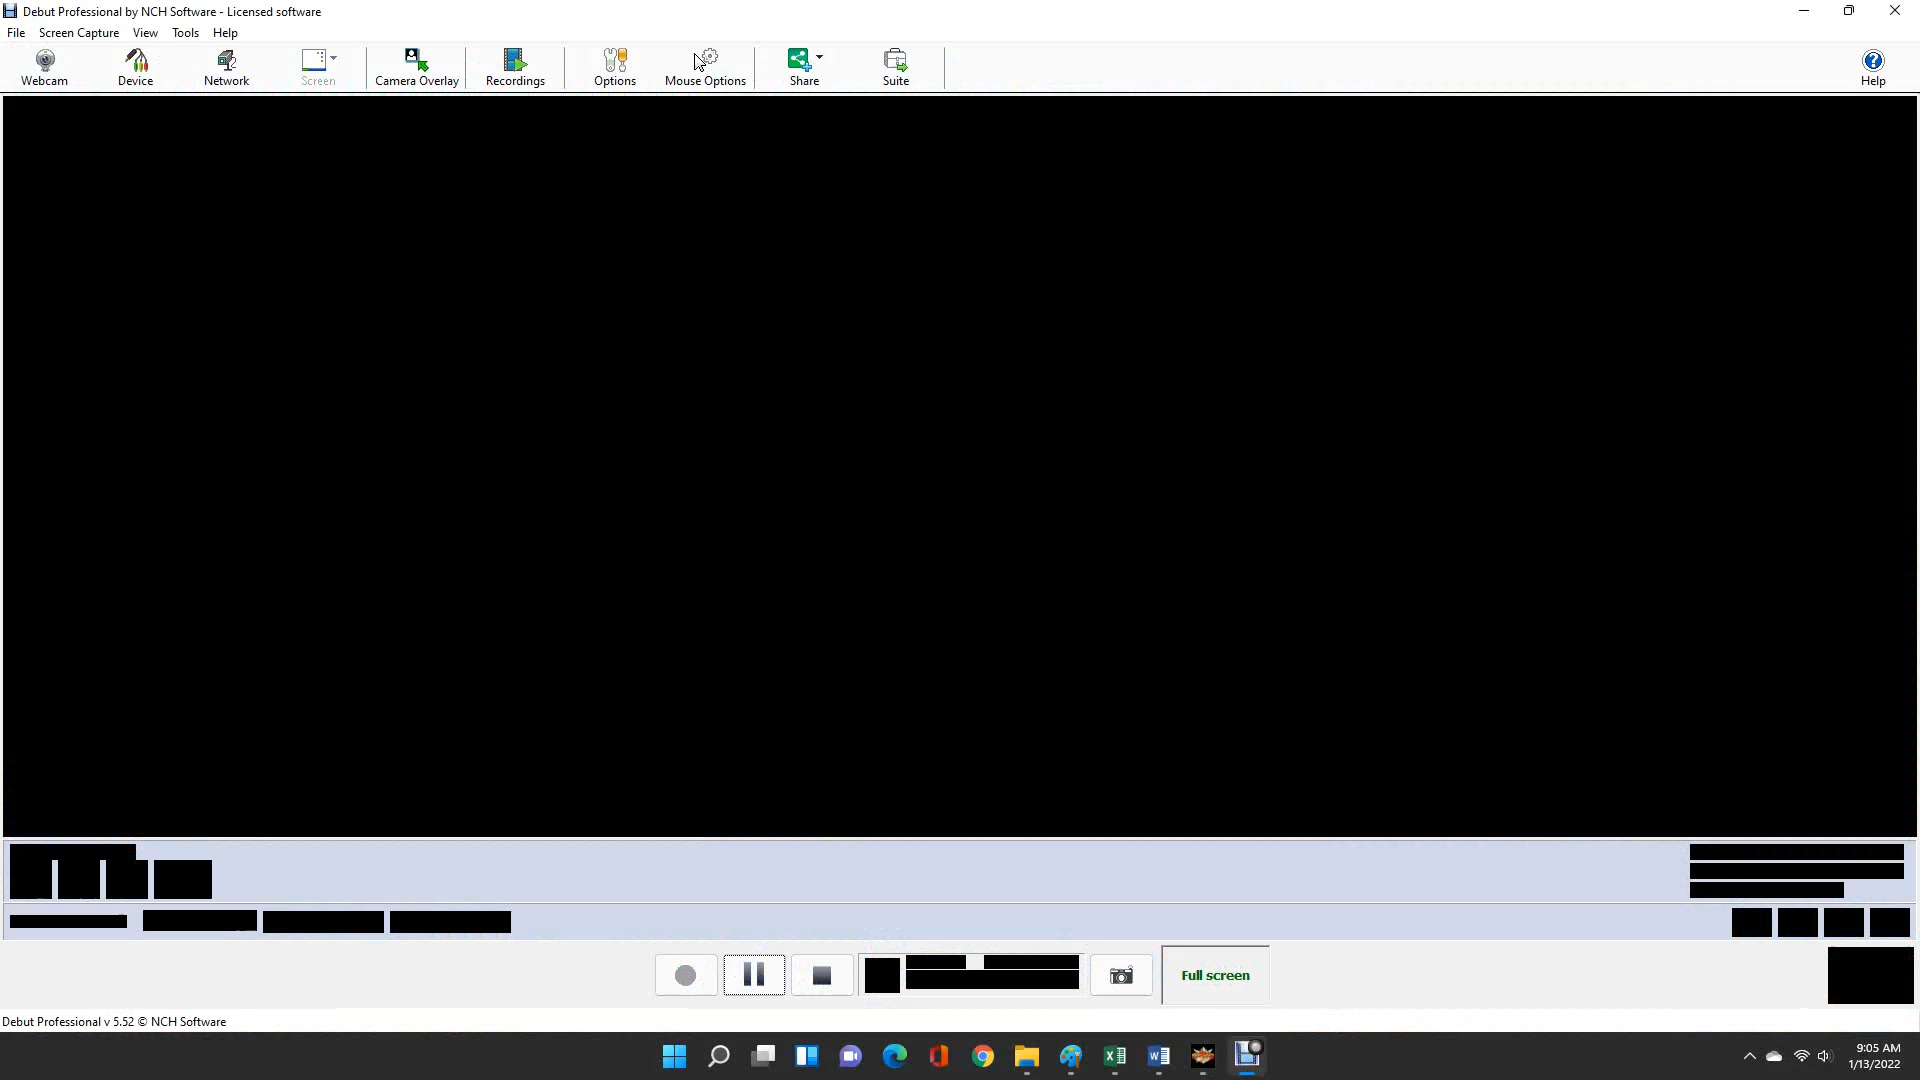 Debut Professional by NCH Software - Licensed software
File Screen Capture View Tools Help
Webcam Device Network Screen Camera Overlay Recordings Options Mouse Options Share Suite Help
Full screen
Debut Professional v 5.52 © NCH Software
9:05 AM
1/13/2022